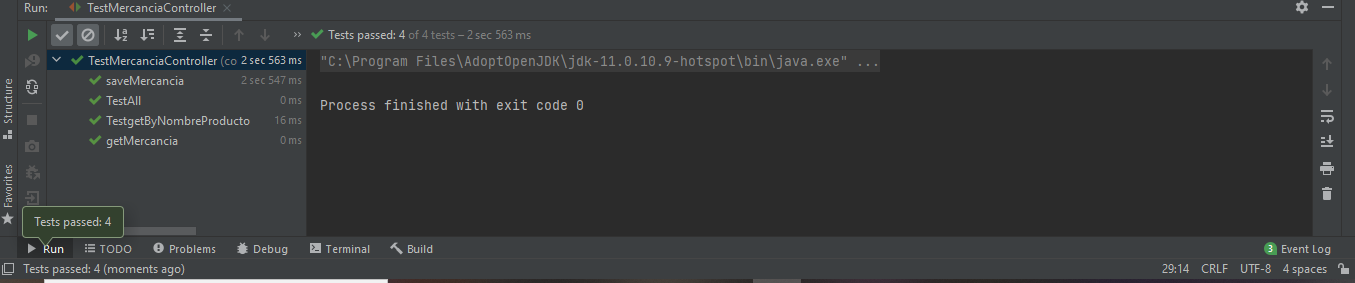 Run: TestMercanciaController ×
» Tests passed: 4 of 4 tests – 2 sec 563 ms
TestMercanciaController (co 2 sec 563 ms
saveMercancia 2 sec 547 ms
TestAll 0 ms
TestgetByNombreProducto 16 ms
getMercancia 0 ms
"C:\Program Files\AdoptOpenJDK\jdk-11.0.10.9-hotspot\bin\java.exe" ...
Process finished with exit code 0
Structure
Favorites
Tests passed: 4
Run TODO Problems Debug Terminal Build 3 Event Log
Tests passed: 4 (moments ago) 29:14 CRLF UTF-8 4 spaces